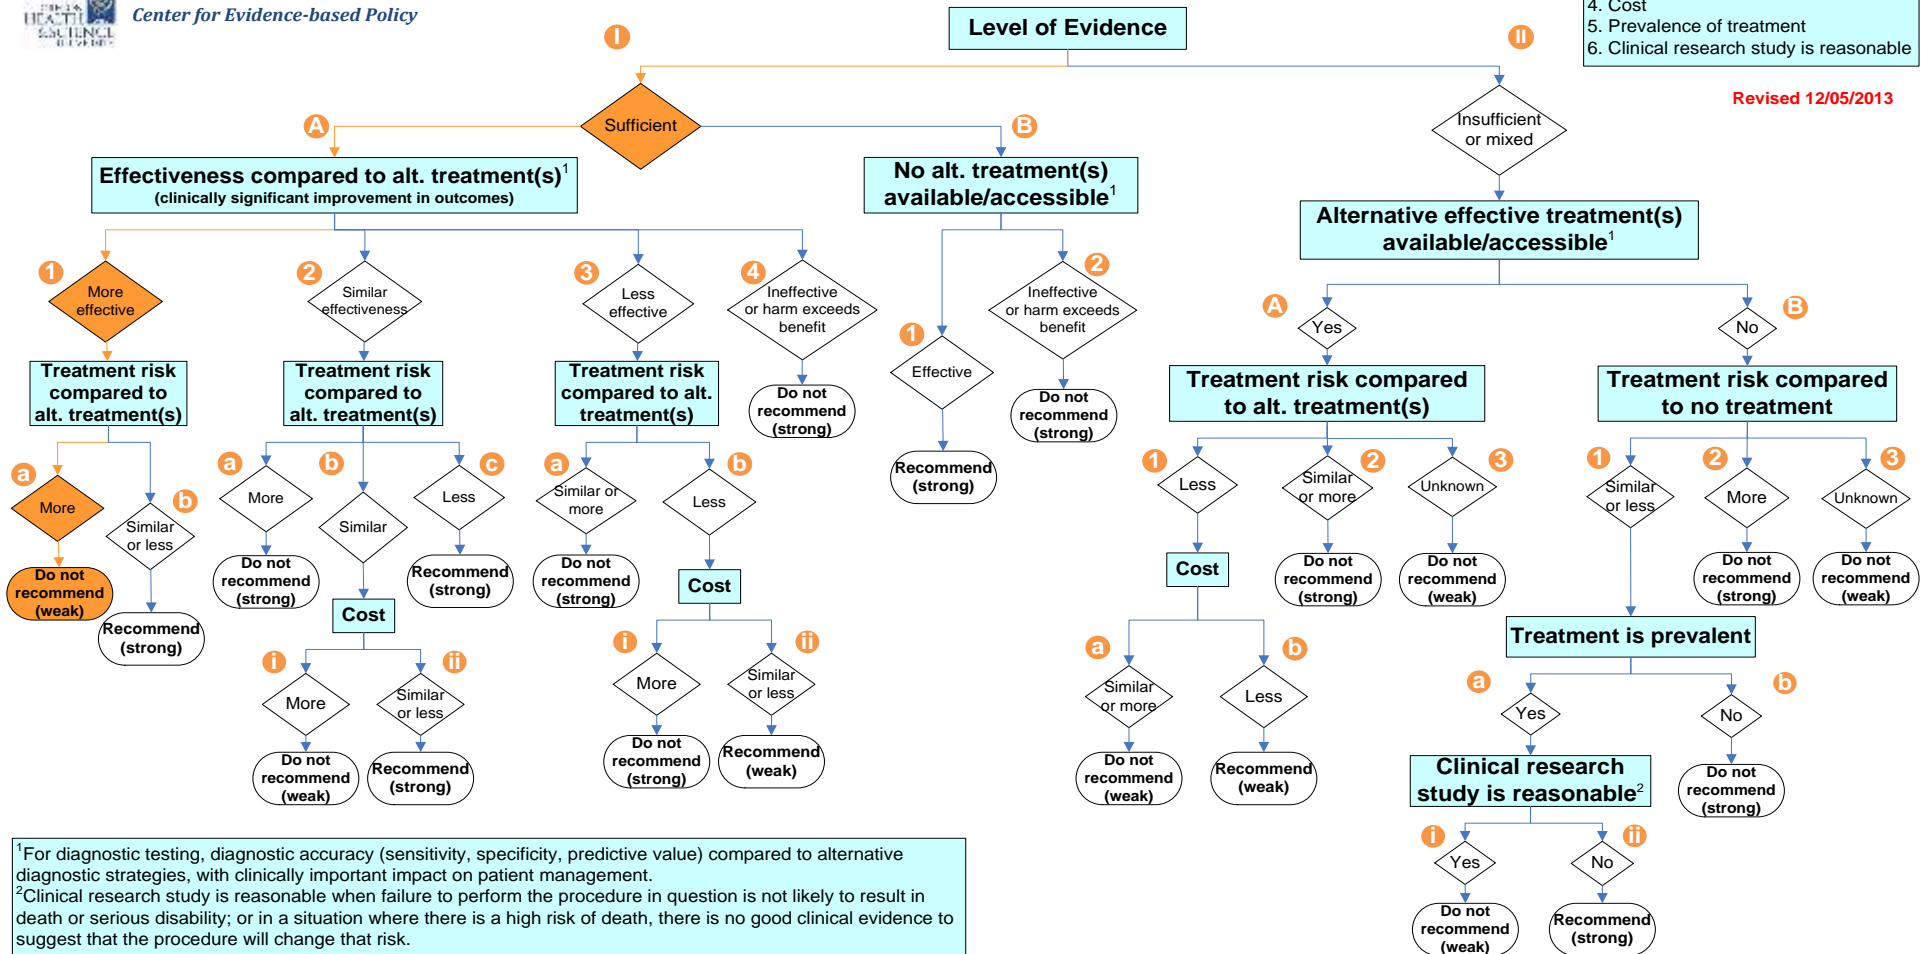 HEALTH
& SCIENCE
UNIVERSITY
Center for Evidence-based Policy
Level of Evidence
4. Cost
5. Prevalence of treatment
6. Clinical research study is reasonable
Revised 12/05/2013
I
II
Sufficient
Insufficient
or mixed
A
B
Effectiveness compared to alt. treatment(s)1
(clinically significant improvement in outcomes)
No alt. treatment(s)
available/accessible1
Alternative effective treatment(s)
available/accessible1
1
More
effective
2
Similar
effectiveness
3
Less
effective
4
Ineffective
or harm exceeds
benefit
1
Effective
2
Ineffective
or harm exceeds
benefit
A
Yes
B
No
Treatment risk
compared to
alt. treatment(s)
Treatment risk
compared to
alt. treatment(s)
Treatment risk
compared to alt.
treatment(s)
Do not
recommend
(strong)
Recommend
(strong)
Do not
recommend
(strong)
Treatment risk compared
to alt. treatment(s)
Treatment risk compared
to no treatment
a
More
b
Similar
or less
a
More
b
Similar
c
Less
a
Similar or
more
b
Less
1
Less
2
Similar
or more
3
Unknown
1
Similar
or less
2
More
3
Unknown
Do not
recommend
(weak)
Recommend
(strong)
Do not
recommend
(strong)
Cost
Recommend
(strong)
Do not
recommend
(strong)
Cost
Cost
Do not
recommend
(strong)
Do not
recommend
(weak)
Do not
recommend
(strong)
Do not
recommend
(weak)
Treatment is prevalent
i
More
ii
Similar
or less
i
More
ii
Similar
or less
a
Similar
or more
b
Less
a
Yes
b
No
Do not
recommend
(weak)
Recommend
(strong)
Do not
recommend
(strong)
Recommend
(weak)
Do not
recommend
(weak)
Recommend
(weak)
Clinical research
study is reasonable2
Do not
recommend
(strong)
i
Yes
ii
No
Do not
recommend
(weak)
Recommend
(strong)
1For diagnostic testing, diagnostic accuracy (sensitivity, specificity, predictive value) compared to alternative
diagnostic strategies, with clinically important impact on patient management.
2Clinical research study is reasonable when failure to perform the procedure in question is not likely to result in
death or serious disability; or in a situation where there is a high risk of death, there is no good clinical evidence to
suggest that the procedure will change that risk.